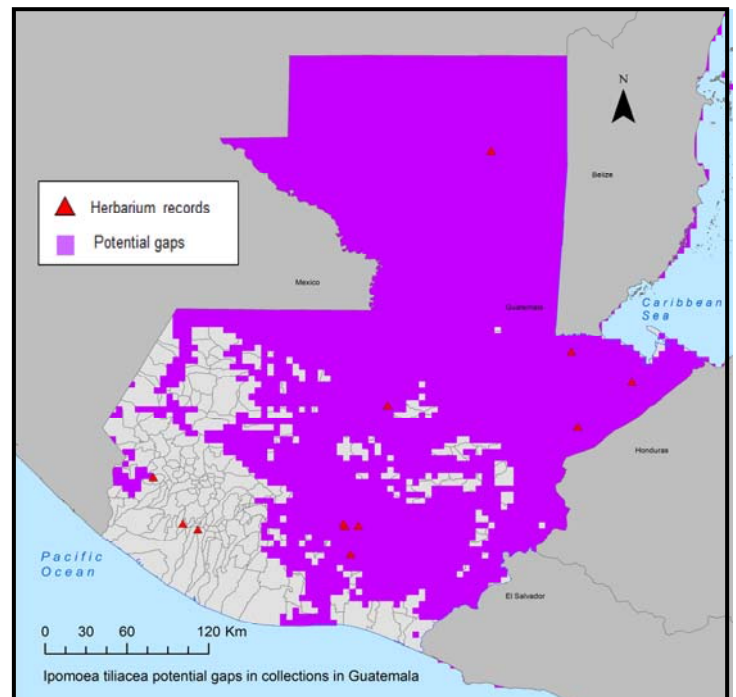 N
Belize
Herbarium records
Potential gaps
Mexico
Guatemala
Caribbean
Sea
Honduras
Pacific
Ocean
El Salvador
0 30 60 120 Km
Ipomoea tiliacea potential gaps in collections in Guatemala